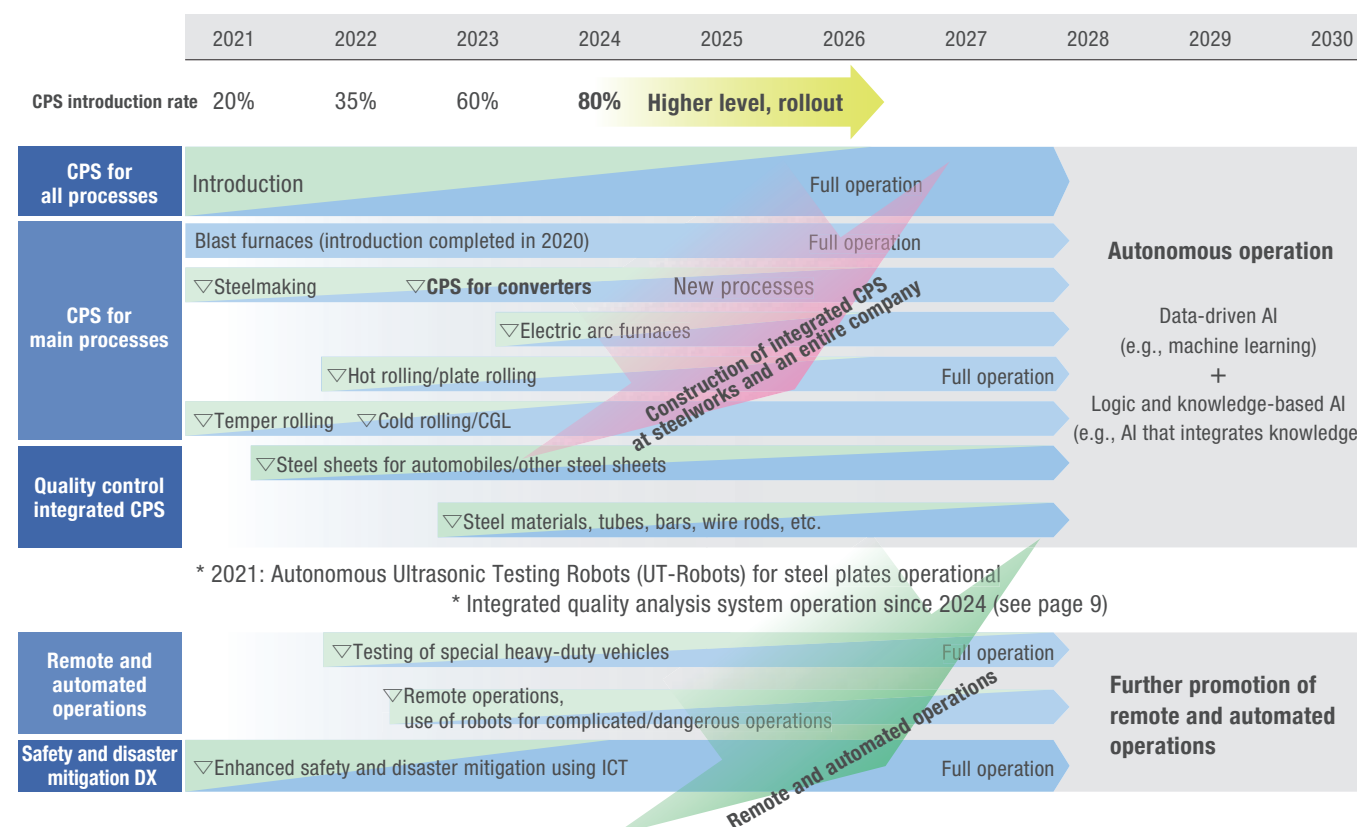 2021 2022 2023 2024 2025 2026 2027 2028 2029 2030
CPS introduction rate 20% 35% 60% 80% Higher level, rollout
CPS for
all processes
Introduction
Full operation
CPS for
main processes
Blast furnaces (introduction completed in 2020)
Full operation
▽Steelmaking
▽CPS for converters
New processes
▽Electric arc furnaces
▽Hot rolling/plate rolling
Full operation
▽Temper rolling
▽Cold rolling/CGL
Construction of integrated CPS
at steelworks and an entire company
Quality control
integrated CPS
▽Steel sheets for automobiles/other steel sheets
▽Steel materials, tubes, bars, wire rods, etc.
Autonomous operation
Data-driven AI
(e.g., machine learning)
+
Logic and knowledge-based AI
(e.g., AI that integrates knowledge
* 2021: Autonomous Ultrasonic Testing Robots (UT-Robots) for steel plates operational
* Integrated quality analysis system operation since 2024 (see page 9)
Remote and
automated
operations
▽Testing of special heavy-duty vehicles
Full operation
▽Remote operations,
use of robots for complicated/dangerous operations
Safety and disaster
mitigation DX
▽Enhanced safety and disaster mitigation using ICT
Full operation
Remote and automated operations
Further promotion of
remote and automated
operations